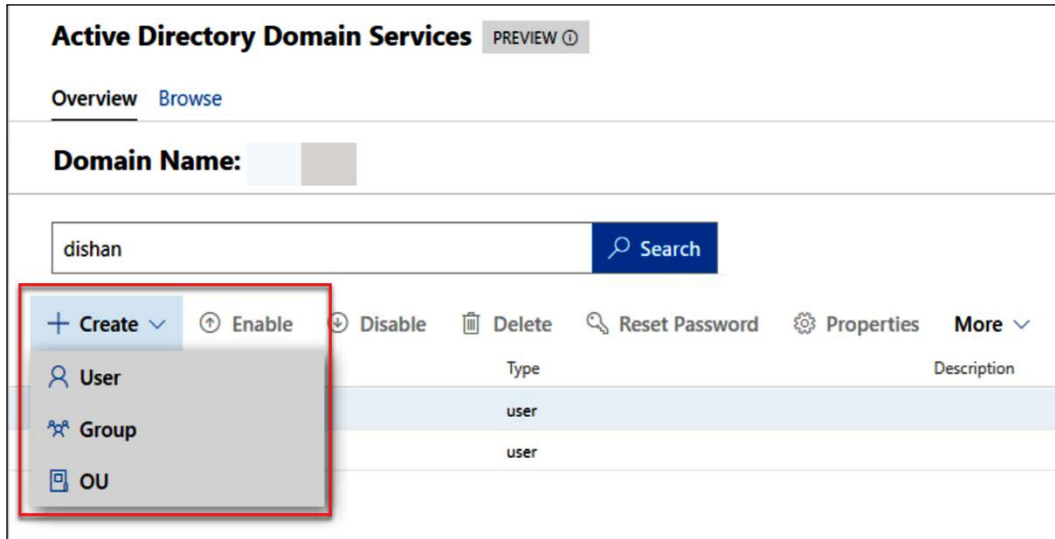 Active Directory Domain Services PREVIEW
Overview Browse
Domain Name:
dishan Search
Create Enable Disable Delete Reset Password Properties More
User Type Description
user
Group
user
OU